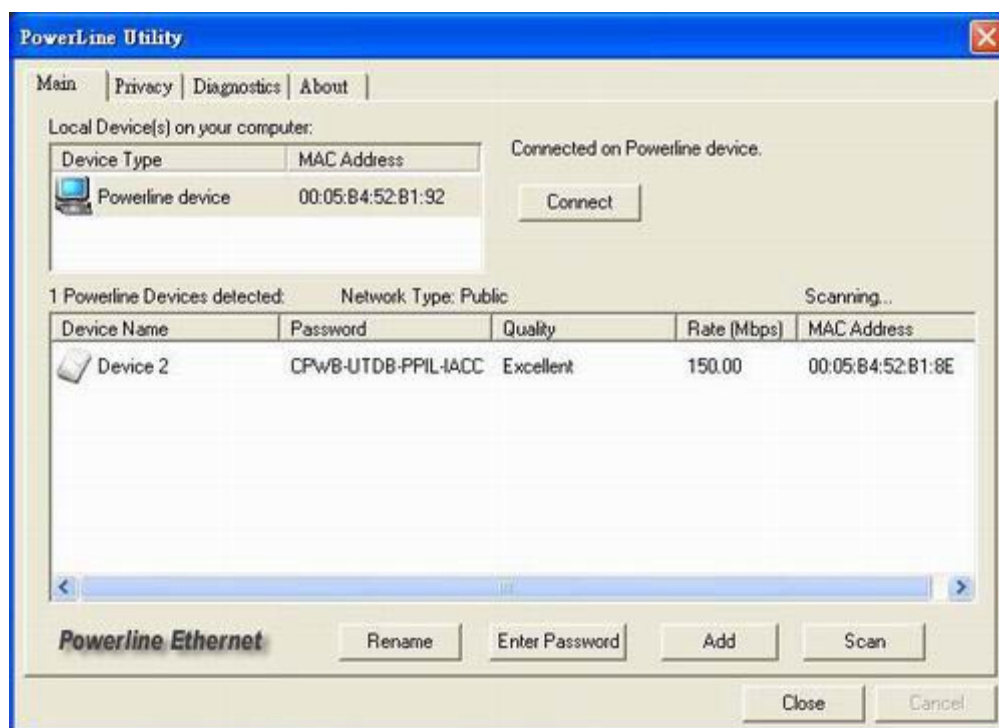 PowerLine Utility
Main Privacy Diagnostics About
Local Device(s) on your computer:
Device Type MAC Address
Powerline device 00:05:B4:52:B1:92
Connected on Powerline device.
Connect
1 Powerline Devices detected: Network Type: Public Scanning...
Device Name Password Quality Rate (Mbps) MAC Address
Device 2 CPWB-UTDB-PPIL-IACC Excellent 150.00 00:05:B4:52:B1:8E
Powerline Ethernet Rename Enter Password Add Scan
Close Cancel